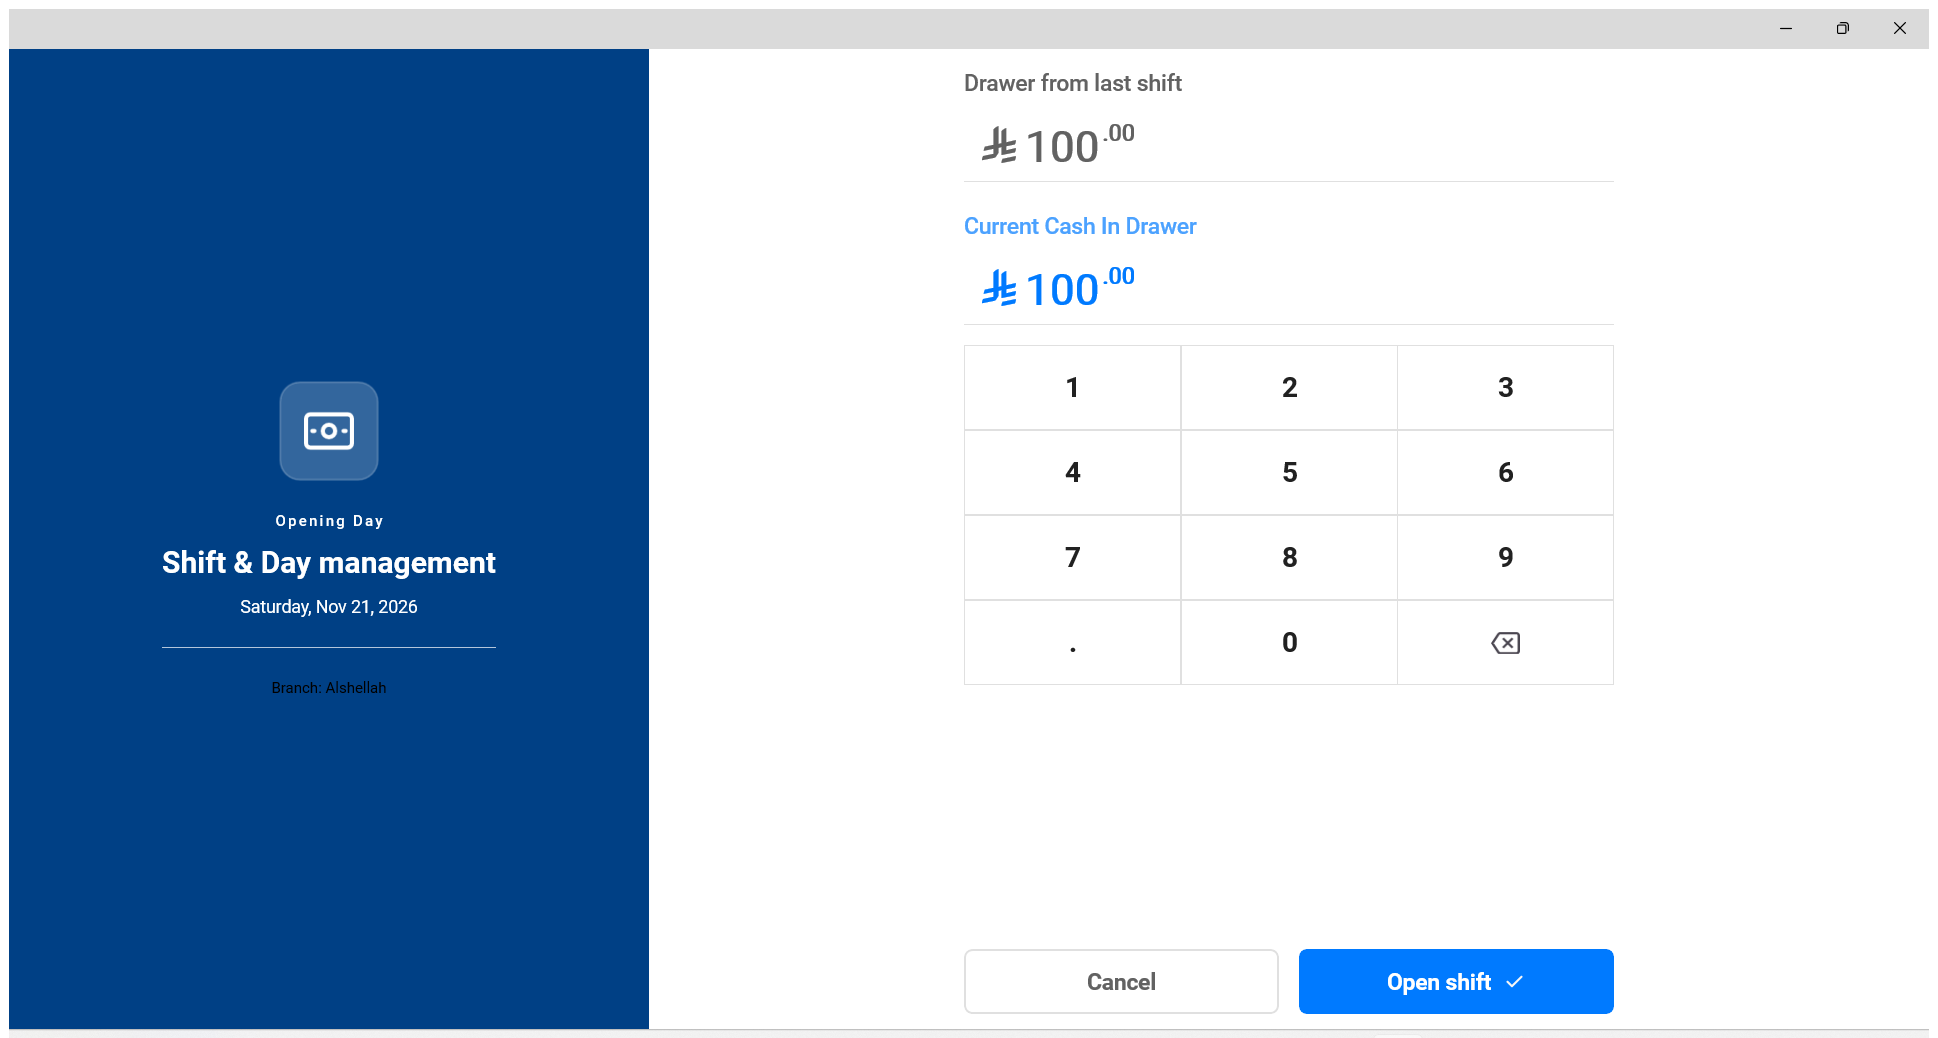 Opening Day
Shift & Day management
Saturday, Nov 21, 2026
Branch: Alshellah
Drawer from last shift
⃁ 100.00
Current Cash In Drawer
⃁ 100.00
1 2 3
4 5 6
7 8 9
. 0
Cancel
Open shift